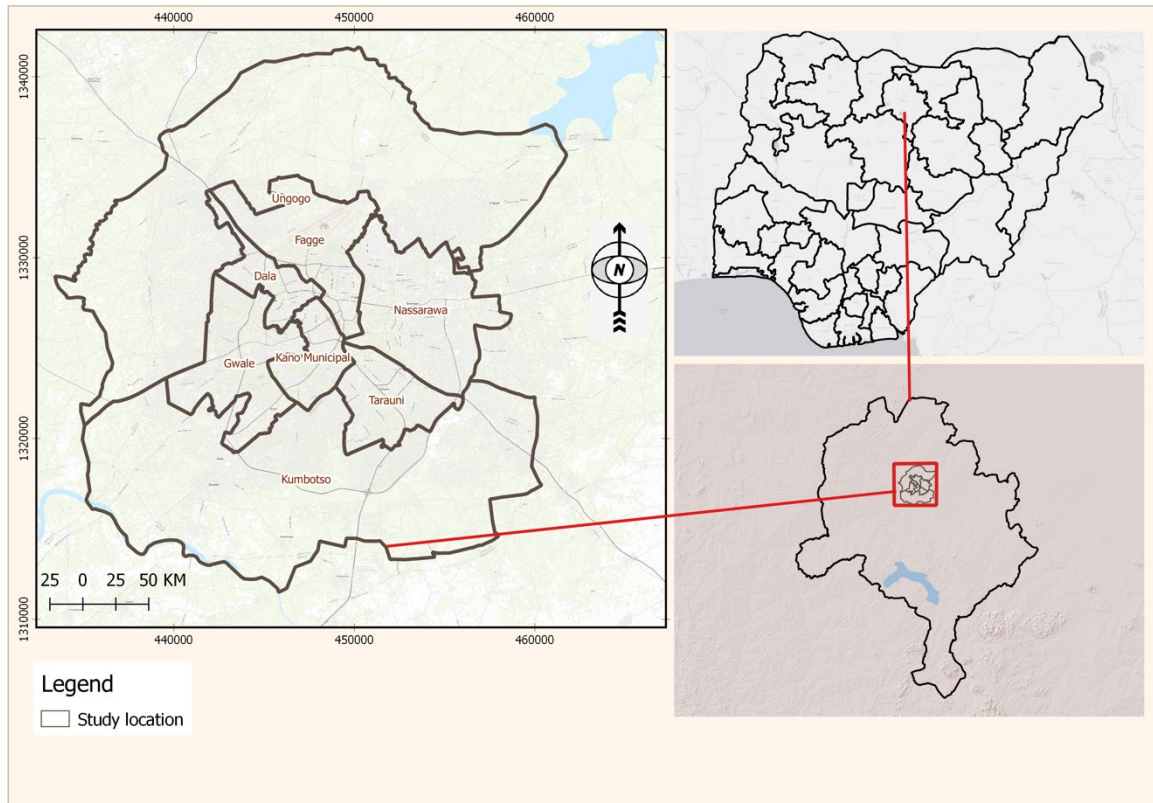 440000 450000 460000
1340000
1330000
1320000
1310000
Ungogo
Fagge
Dala
Nassarawa
Gwale
Kano Municipal
Tarauni
Kumbotso
N
25 0 25 50 KM
440000 450000 460000
Legend
Study location